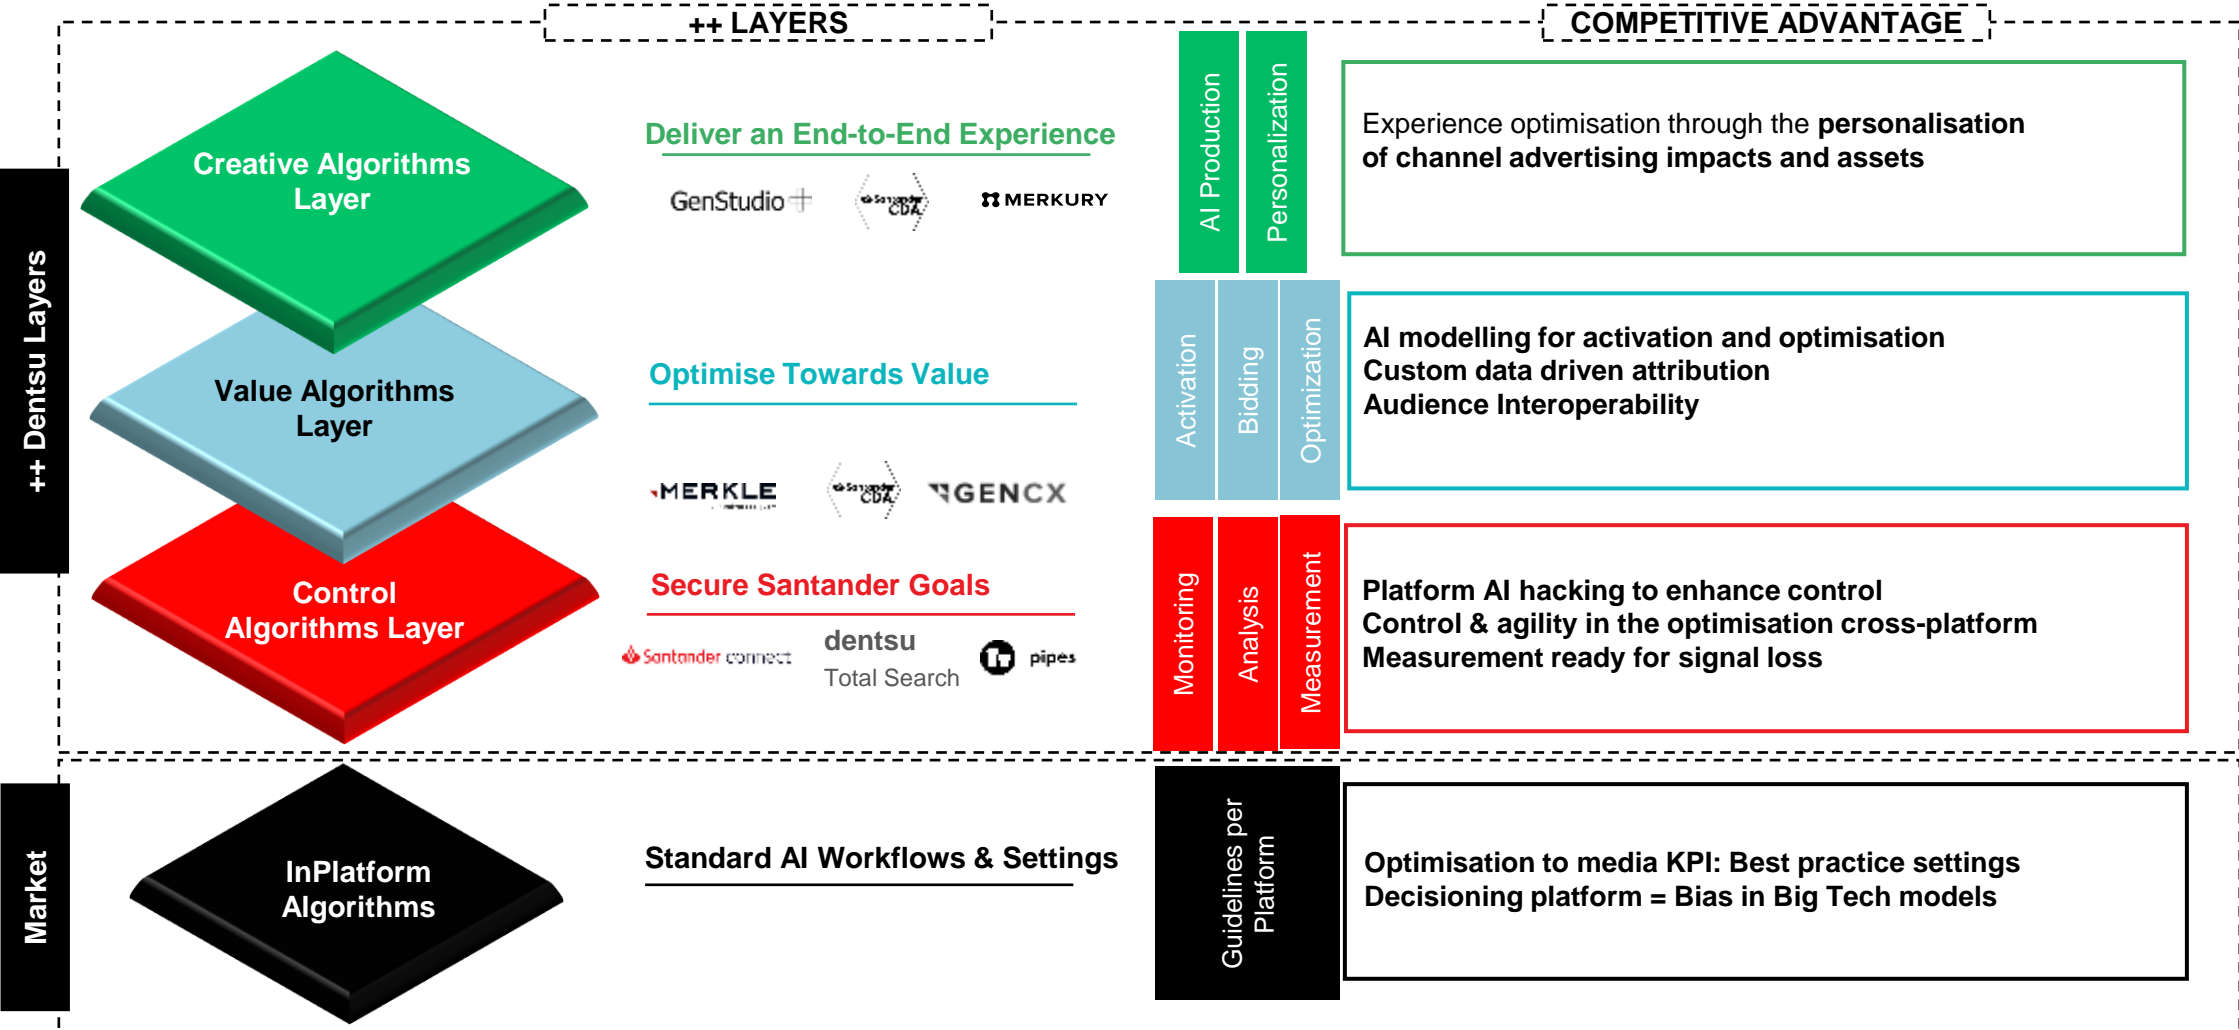 ++ LAYERS
COMPETITIVE ADVANTAGE
++ Dentsu Layers
Creative Algorithms
Layer
Deliver an End-to-End Experience
GenStudio+
Santander
CDA
MERKURY
AI Production
Personalization
Experience optimisation through the personalisation
of channel advertising impacts and assets
Value Algorithms
Layer
Optimise Towards Value
MERKLE
Santander
CDA
GENCX
Activation
Bidding
Optimization
AI modelling for activation and optimisation
Custom data driven attribution
Audience Interoperability
Control
Algorithms Layer
Secure Santander Goals
Santander connect
dentsu
Total Search
pipes
Monitoring
Analysis
Measurement
Platform AI hacking to enhance control
Control & agility in the optimisation cross-platform
Measurement ready for signal loss
Market
InPlatform
Algorithms
Standard AI Workflows & Settings
Guidelines per
Platform
Optimisation to media KPI: Best practice settings
Decisioning platform = Bias in Big Tech models